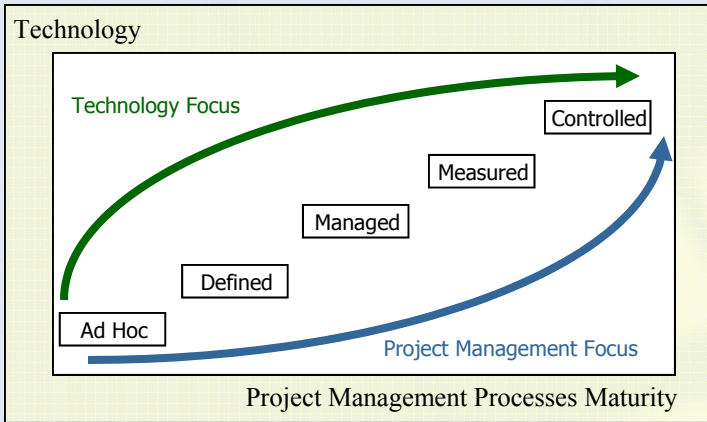 Technology
Technology Focus
Controlled
Measured
Managed
Defined
Ad Hoc
Project Management Focus
Project Management Processes Maturity